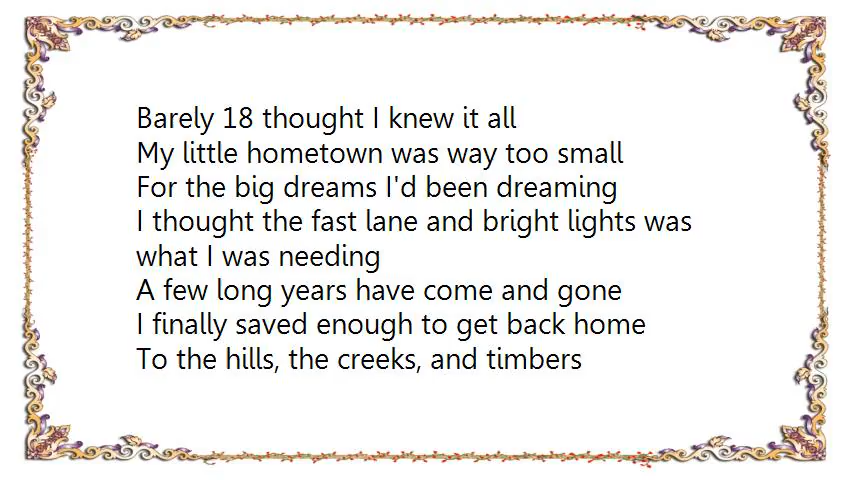 Barely 18 thought I knew it all
My little hometown was way too small
For the big dreams I'd been dreaming
I thought the fast lane and bright lights was
what I was needing
A few long years have come and gone
I finally saved enough to get back home
To the hills, the creeks, and timbers